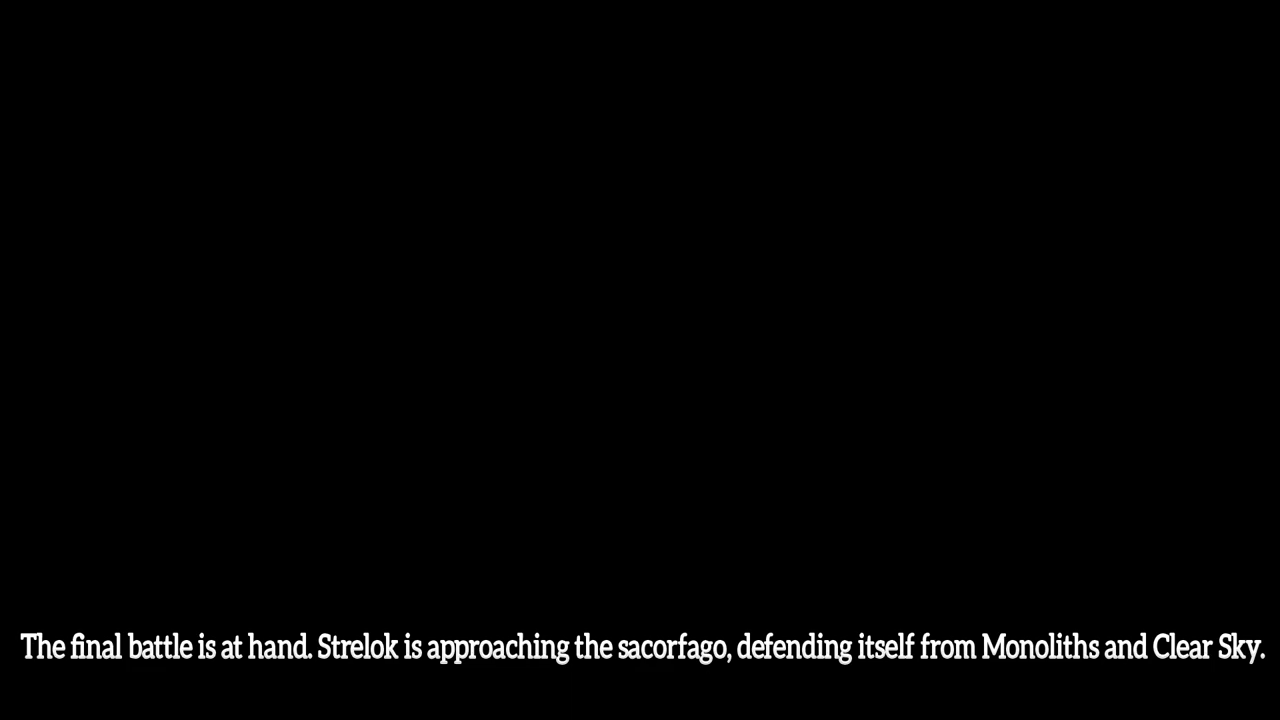 The final battle is at hand. Strelok is approaching the sacorfago, defending itself from Monoliths and Clear Sky.